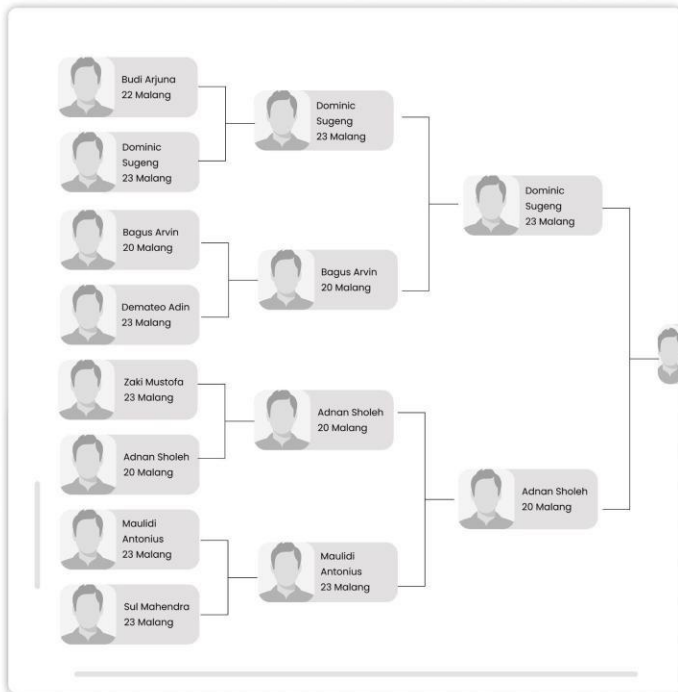 Budi Arjuna
22 Malang
Dominic
Sugeng
23 Malang
Bagus Arvin
20 Malang
Demateo Adin
23 Malang
Zaki Mustofa
23 Malang
Adnan Sholeh
20 Malang
Maulidi
Antonius
23 Malang
Sul Mahendra
23 Malang
Dominic
Sugeng
23 Malang
Bagus Arvin
20 Malang
Adnan Sholeh
20 Malang
Maulidi
Antonius
23 Malang
Dominic
Sugeng
23 Malang
Adnan Sholeh
20 Malang